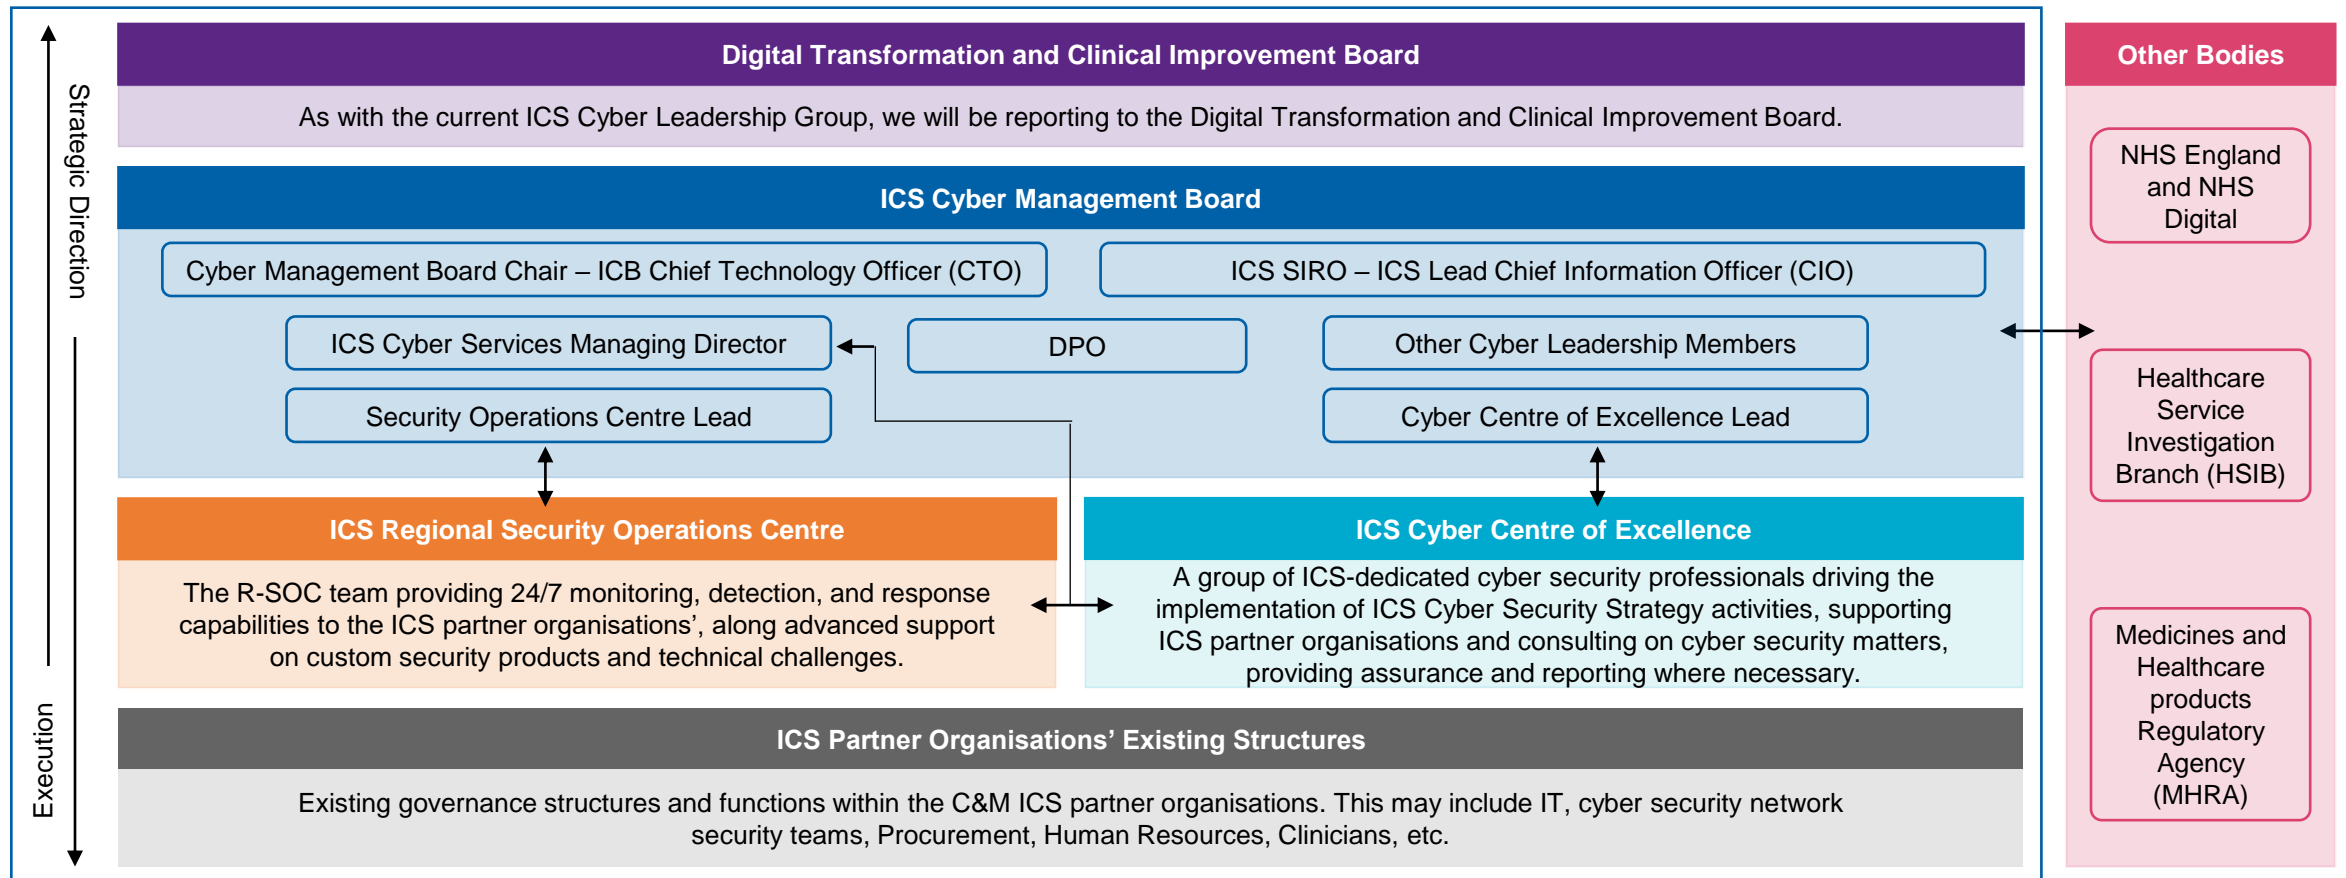 Strategic Direction
Execution
Digital Transformation and Clinical Improvement Board
As with the current ICS Cyber Leadership Group, we will be reporting to the Digital Transformation and Clinical Improvement Board.
ICS Cyber Management Board
Cyber Management Board Chair – ICB Chief Technology Officer (CTO)
ICS SIRO – ICS Lead Chief Information Officer (CIO)
ICS Cyber Services Managing Director
DPO
Other Cyber Leadership Members
Security Operations Centre Lead
Cyber Centre of Excellence Lead
ICS Regional Security Operations Centre
The R-SOC team providing 24/7 monitoring, detection, and response
capabilities to the ICS partner organisations’, along advanced support
on custom security products and technical challenges.
ICS Cyber Centre of Excellence
A group of ICS-dedicated cyber security professionals driving the
implementation of ICS Cyber Security Strategy activities, supporting
ICS partner organisations and consulting on cyber security matters,
providing assurance and reporting where necessary.
ICS Partner Organisations’ Existing Structures
Existing governance structures and functions within the C&M ICS partner organisations. This may include IT, cyber security network
security teams, Procurement, Human Resources, Clinicians, etc.
Other Bodies
NHS England
and NHS
Digital
Healthcare
Service
Investigation
Branch (HSIB)
Medicines and
Healthcare
products
Regulatory
Agency
(MHRA)